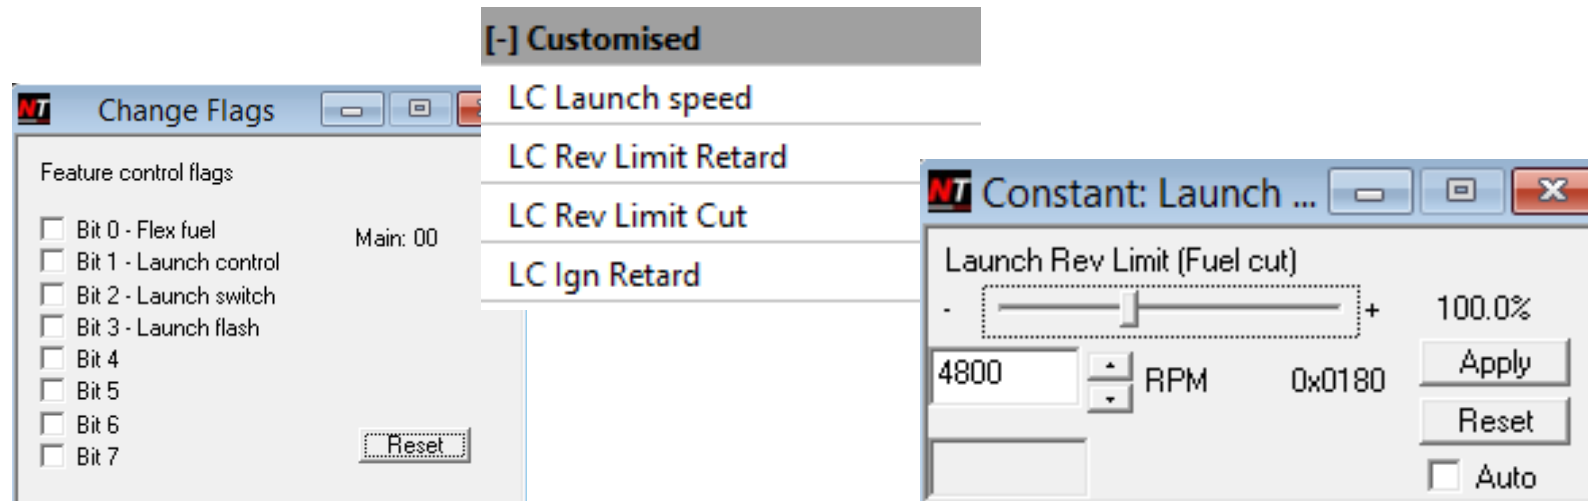 NT Change Flags
Feature control flags
Bit 0 - Flex fuel
Main: 00
Bit 1 - Launch control
Bit 2 - Launch switch
Bit 3 - Launch flash
Bit 4
Bit 5
Bit 6
Bit 7
Reset
[-] Customised
LC Launch speed
LC Rev Limit Retard
LC Rev Limit Cut
LC Ign Retard
NT Constant: Launch ...
Launch Rev Limit (Fuel cut)
- + 100.0%
4800 RPM 0x0180
Apply
Reset
Auto